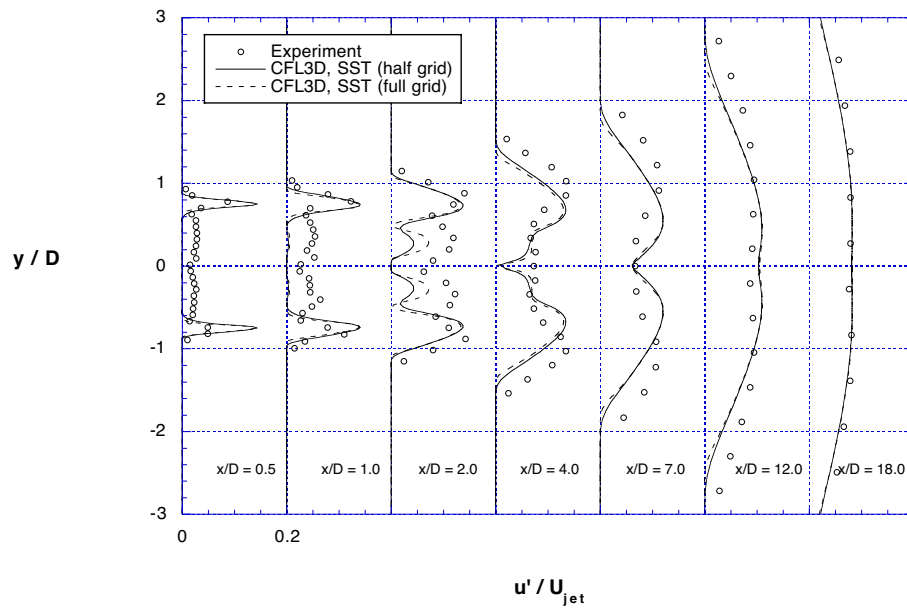 3
Experiment
CFL3D, SST (half grid)
CFL3D, SST (full grid)
2
1
y / D
0
-1
-2
x/D = 0.5 x/D = 1.0 x/D = 2.0 x/D = 4.0 x/D = 7.0 x/D = 12.0 x/D = 18.0
-3
0 0.2
u' / U jet